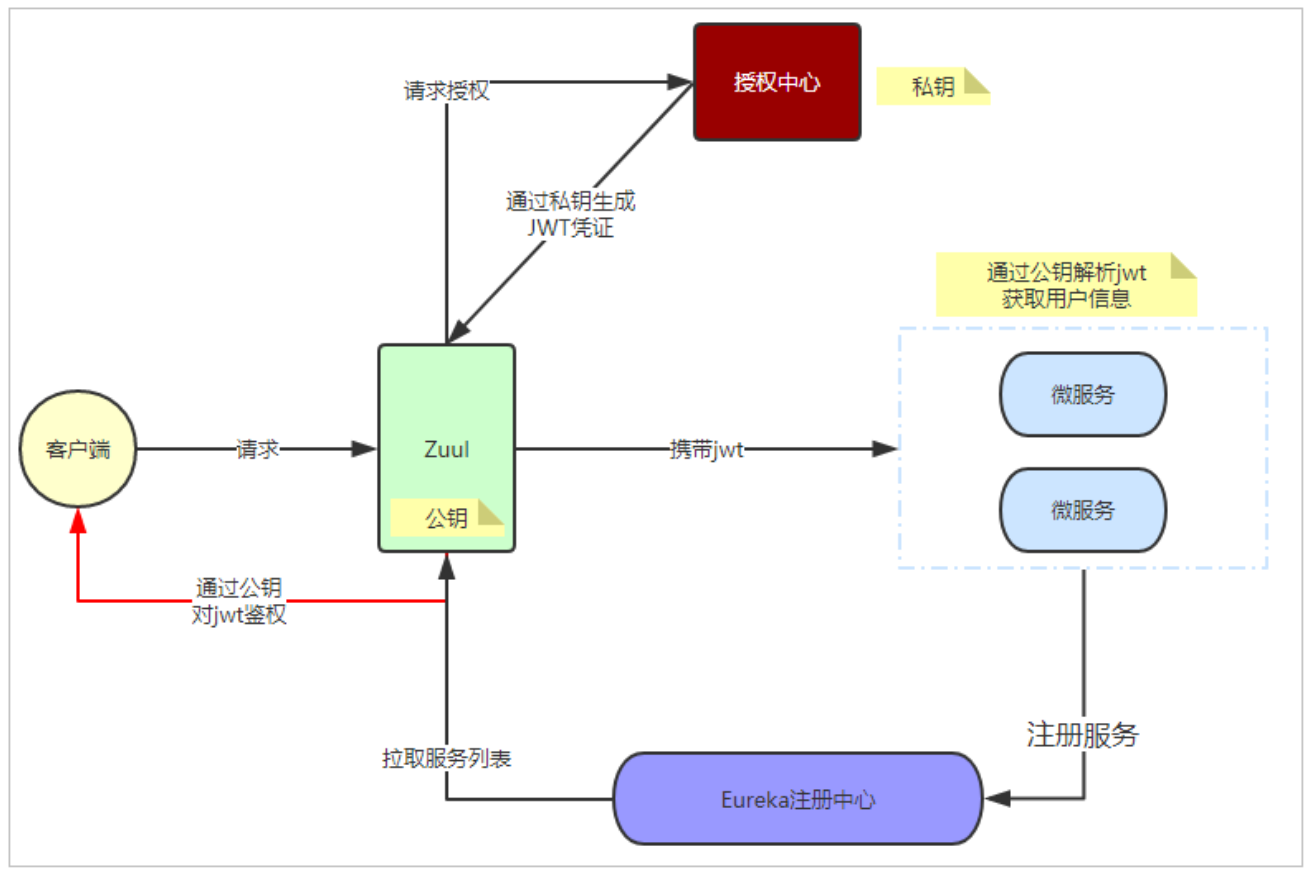 授权中心
私钥
请求授权
通过私钥生成
JWT凭证
通过公钥解析jwt
获取用户信息
微服务
客户端
请求
Zuul
携带jwt
微服务
公钥
通过公钥
对jwt鉴权
注册服务
拉取服务列表
Eureka注册中心